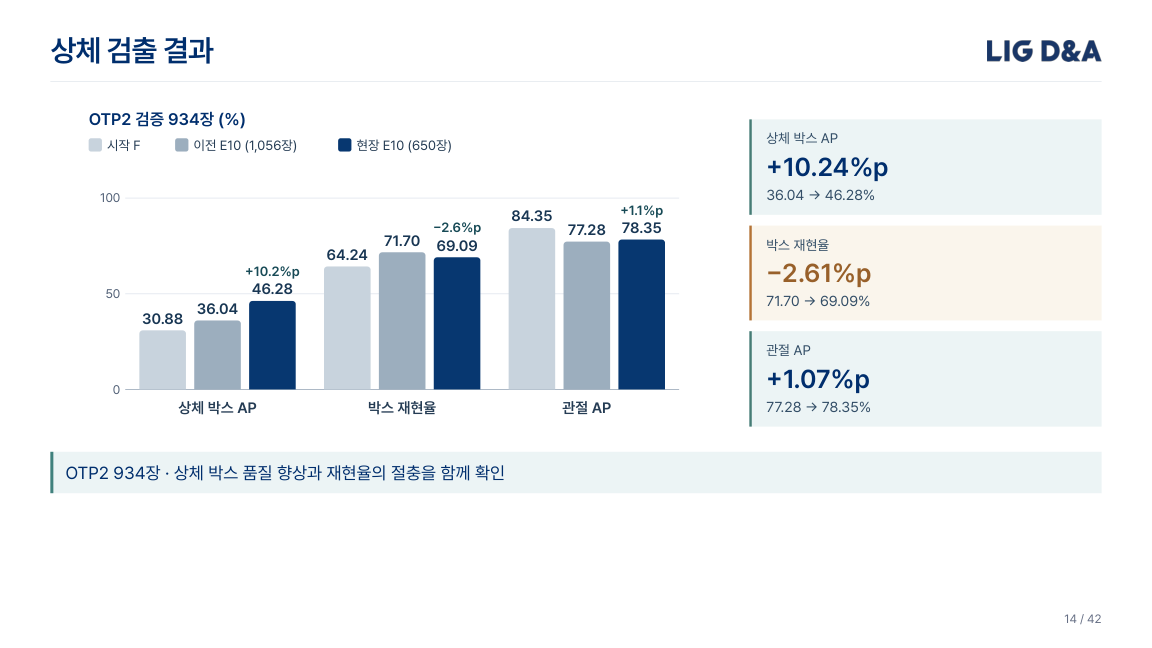 상체 검출 결과
LIG D&A
OTP2 검증 934장 (%)
시작 F
이전 E10 (1,056장)
현장 E10 (650장)
100
50
0
30.88
36.04
+10.2%p
46.28
64.24
71.70
−2.6%p
69.09
84.35
77.28
+1.1%p
78.35
상체 박스 AP
박스 재현율
관절 AP
상체 박스 AP
+10.24%p
36.04 → 46.28%
박스 재현율
−2.61%p
71.70 → 69.09%
관절 AP
+1.07%p
77.28 → 78.35%
OTP2 934장 · 상체 박스 품질 향상과 재현율의 절충을 함께 확인
14 / 42